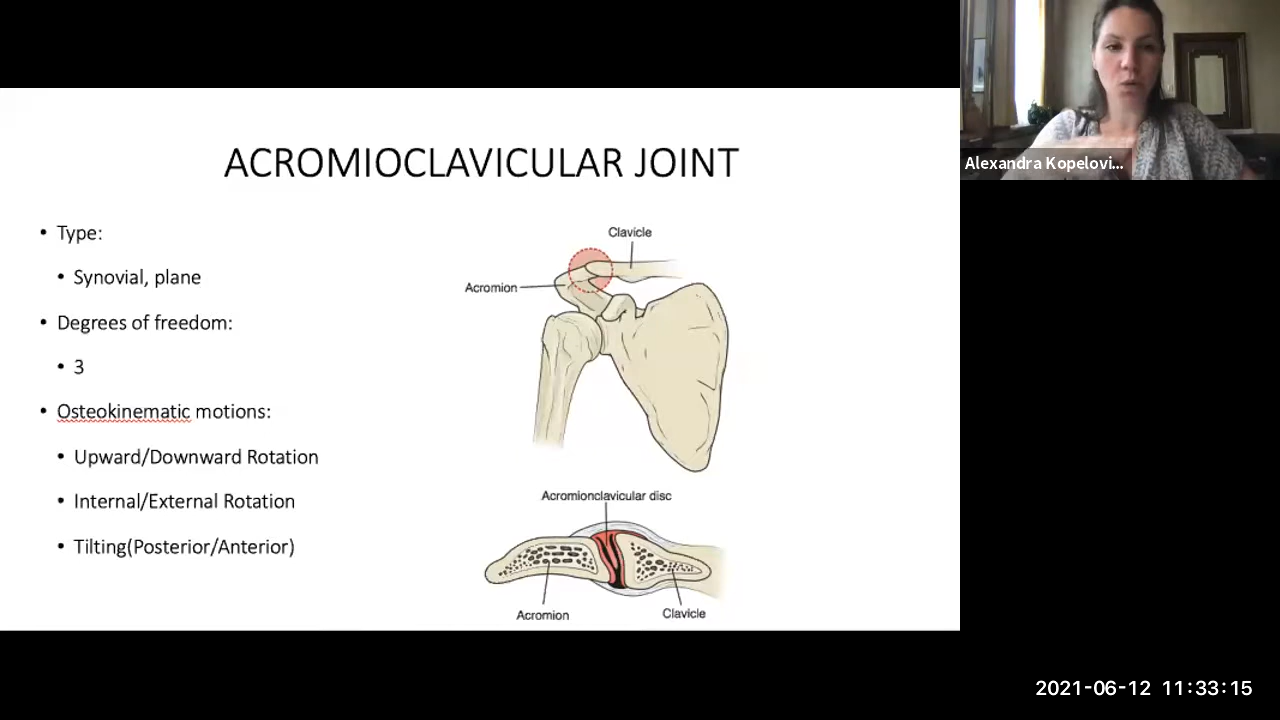 ACROMIOCLAVICULAR JOINT
• Type:
• Synovial, plane
• Degrees of freedom:
• 3
• Osteokinematic motions:
• Upward/Downward Rotation
• Internal/External Rotation
• Tilting(Posterior/Anterior)
Clavicle
Acromion
Acromionclavicular disc
Acromion
Clavicle
Alexandra Kopelovi...
2021-06-12 11:33:15